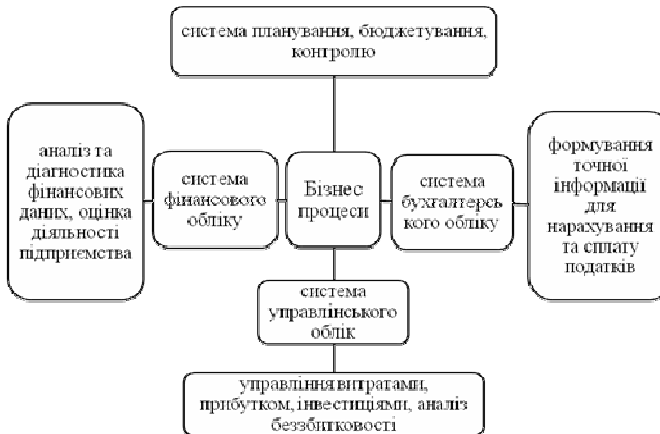 система планування, бюджетування,
контролю
аналіз та
діагностика
фінансових
даних, оцінка
діяльності
підприємства
система
фінансового
обліку
Бізнес
процеси
система
бухгалтерсь
кого обліку
формування
точної
інформації
для
нарахування
та сплату
податків
система
управлінського
облік
управління витратами,
прибутком, інвестиціями, аналіз
беззбитковості